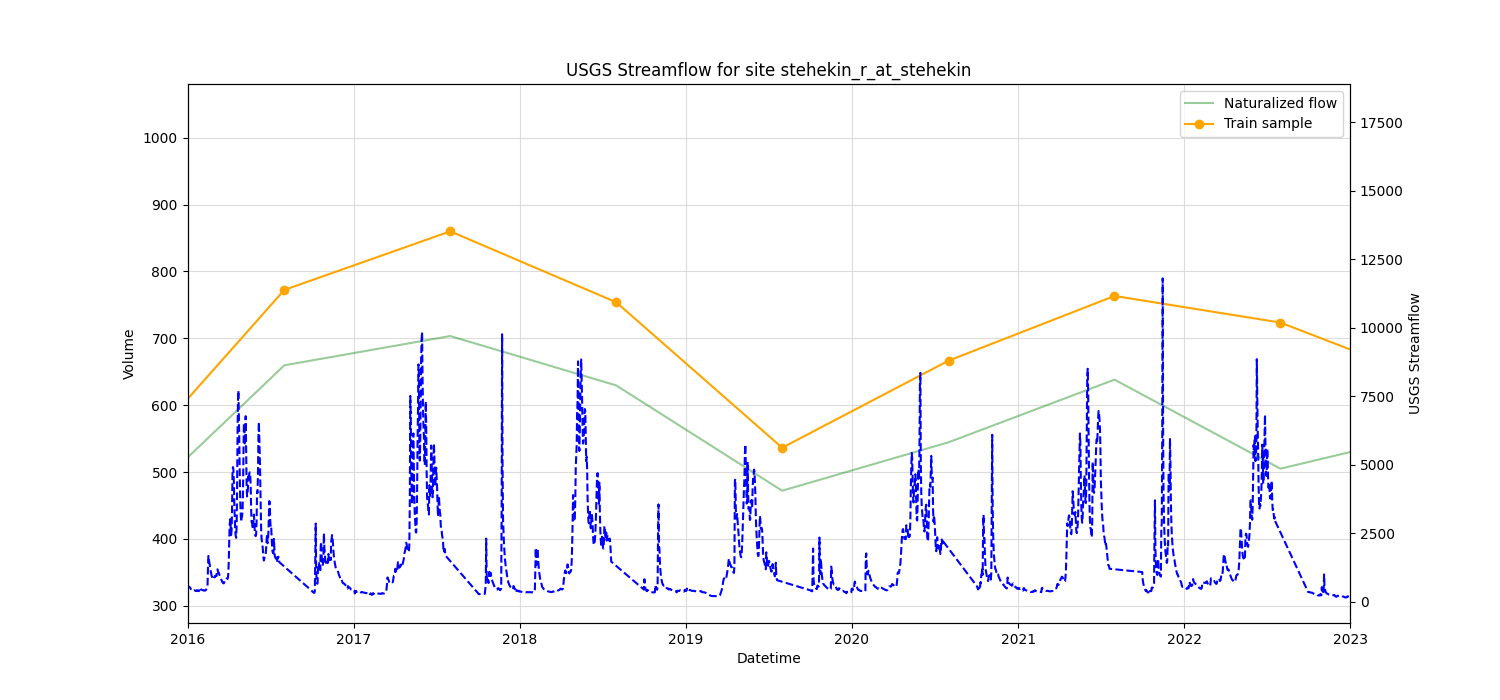 USGS Streamflow for site stehekin_r_at_stehekin
Naturalized flow
Train sample
1000
900
800
700
600
500
400
300
Volume
17500
15000
12500
10000
7500
5000
2500
0
USGS Streamflow
2016 2017 2018 2019 2020 2021 2022 2023
Datetime